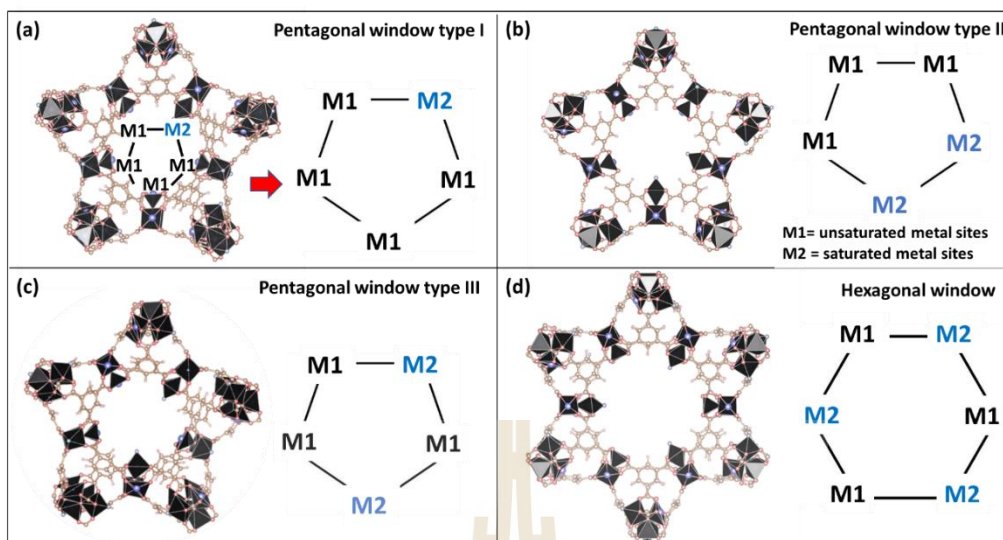 (a)
Pentagonal window type I
M1 M2
M1 M1
M1
M1 M2
M1 M1
M1
(b)
Pentagonal window type II
M1 M1
M1 M2
M2
M1= unsaturated metal sites
M2 = saturated metal sites
(c)
Pentagonal window type III
M1 M2
M1 M1
M2
(d)
Hexagonal window
M1 M2
M2 M1
M1 M2